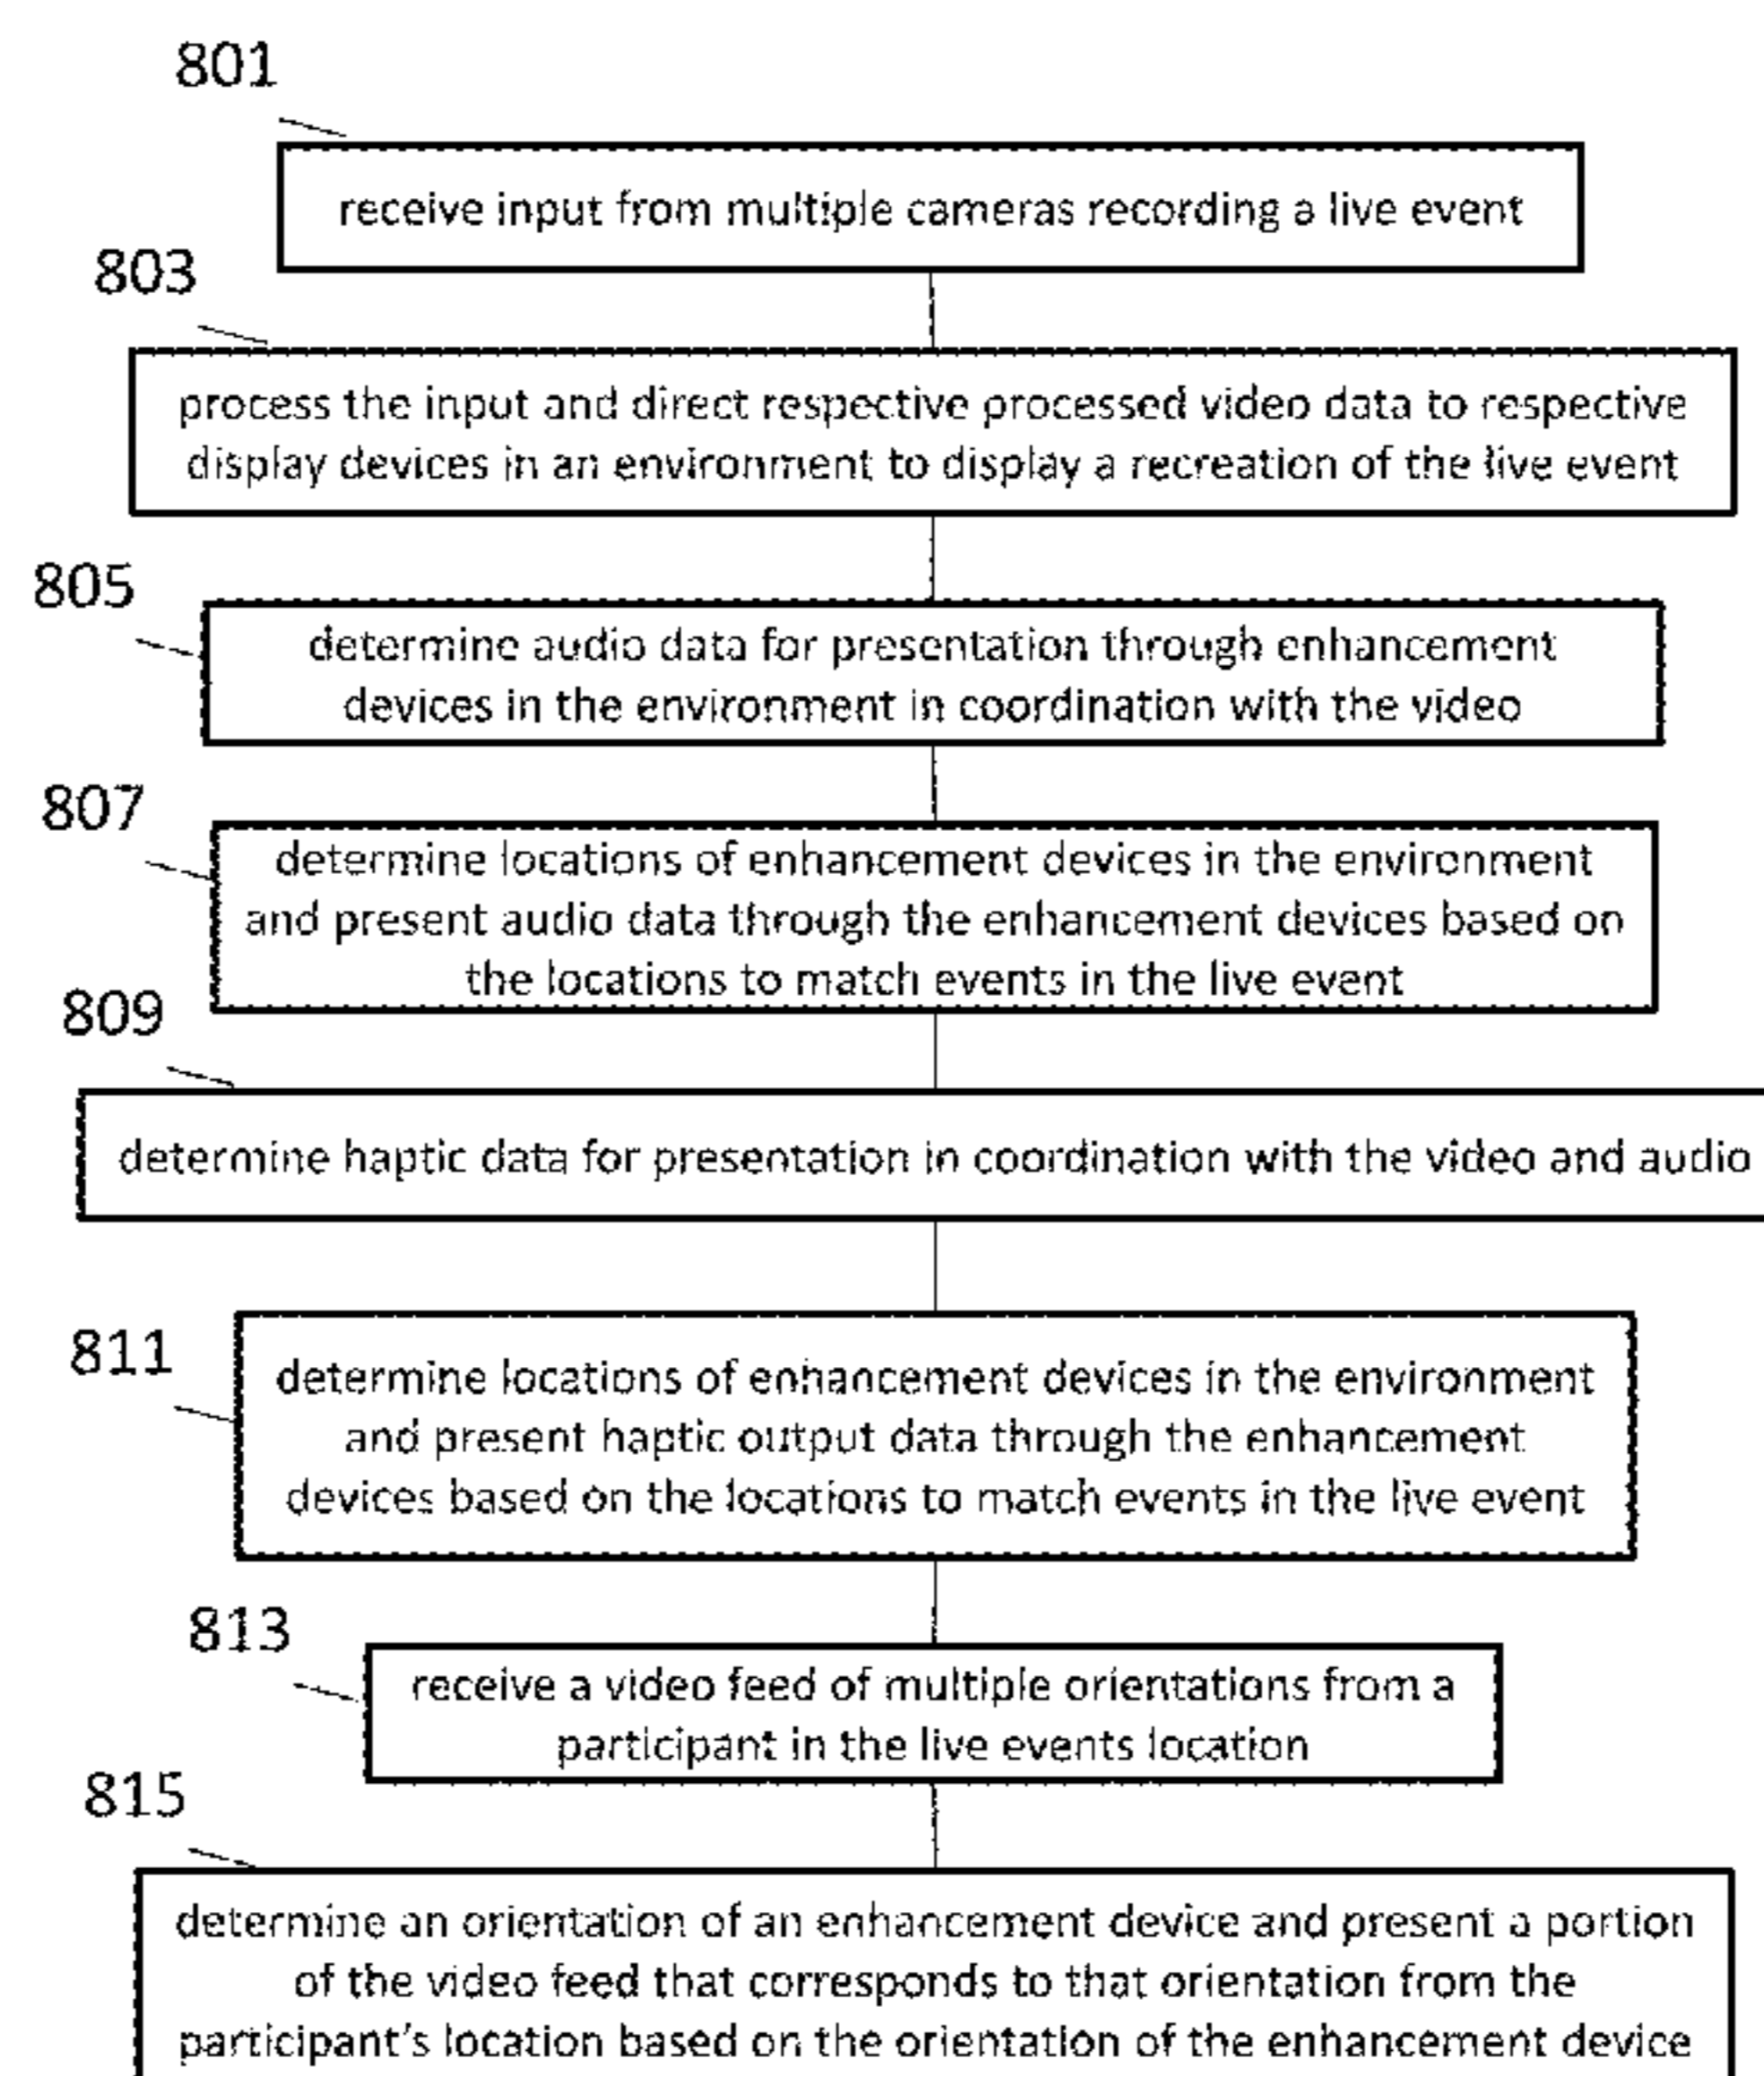 801
receive input from multiple cameras recording a live event
803
process the input and direct respective processed video data to respective
display devices in an environment to display a recreation of the live event
805
determine audio data for presentation through enhancement
devices in the environment in coordination with the video
807
determine locations of enhancement devices in the environment
and present audio data through the enhancement devices based on
the locations to match events in the live event
809
determine haptic data for presentation in coordination with the video and audio
811
determine locations of enhancement devices in the environment
and present haptic output data through the enhancement
devices based on the locations to match events in the live event
813
receive a video feed of multiple orientations from a
participant in the live events location
815
determine an orientation of an enhancement device and present a portion
of the video feed that corresponds to that orientation from the
participant's location based on the orientation of the enhancement device